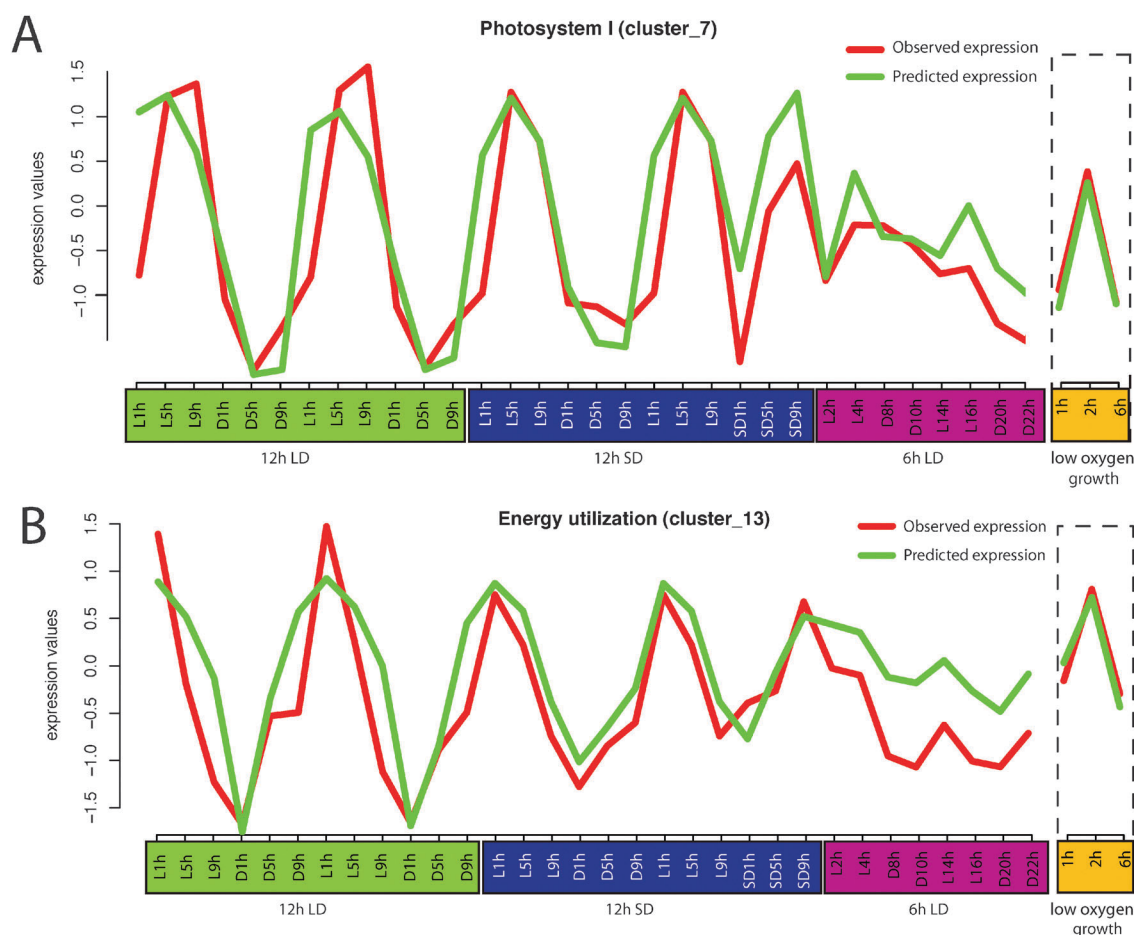 A
Photosystem I (cluster_7)
Observed expression
Predicted expression
expression values
1.5
1.0
0.5
0.0
−0.5
−1.0
L1h L5h L9h D1h D5h D9h L1h L5h L9h D1h D5h D9h L1h L5h L9h D1h D5h D9h L1h L5h L9h SD1h SD5h SD9h L2h L4h D8h D10h L14h L16h D20h D22h 1h 2h 6h
12h LD 12h SD 6h LD low oxygen
growth
B
Energy utilization (cluster_13)
Observed expression
Predicted expression
expression values
1.5
1.0
0.5
0.0
−0.5
−1.0
−1.5
L1h L5h L9h D1h D5h D9h L1h L5h L9h D1h D5h D9h L1h L5h L9h D1h D5h D9h L1h L5h L9h SD1h SD5h SD9h L2h L4h D8h D10h L14h L16h D20h D22h 1h 2h 6h
12h LD 12h SD 6h LD low oxygen
growth